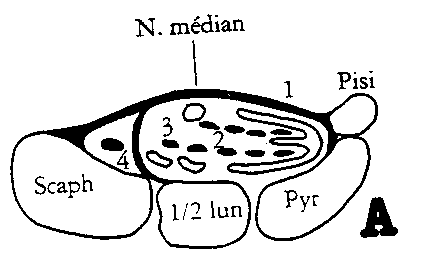 N. médian
1
Pisi
3
2
4
Scaph
1/2 lun
Pyr
A